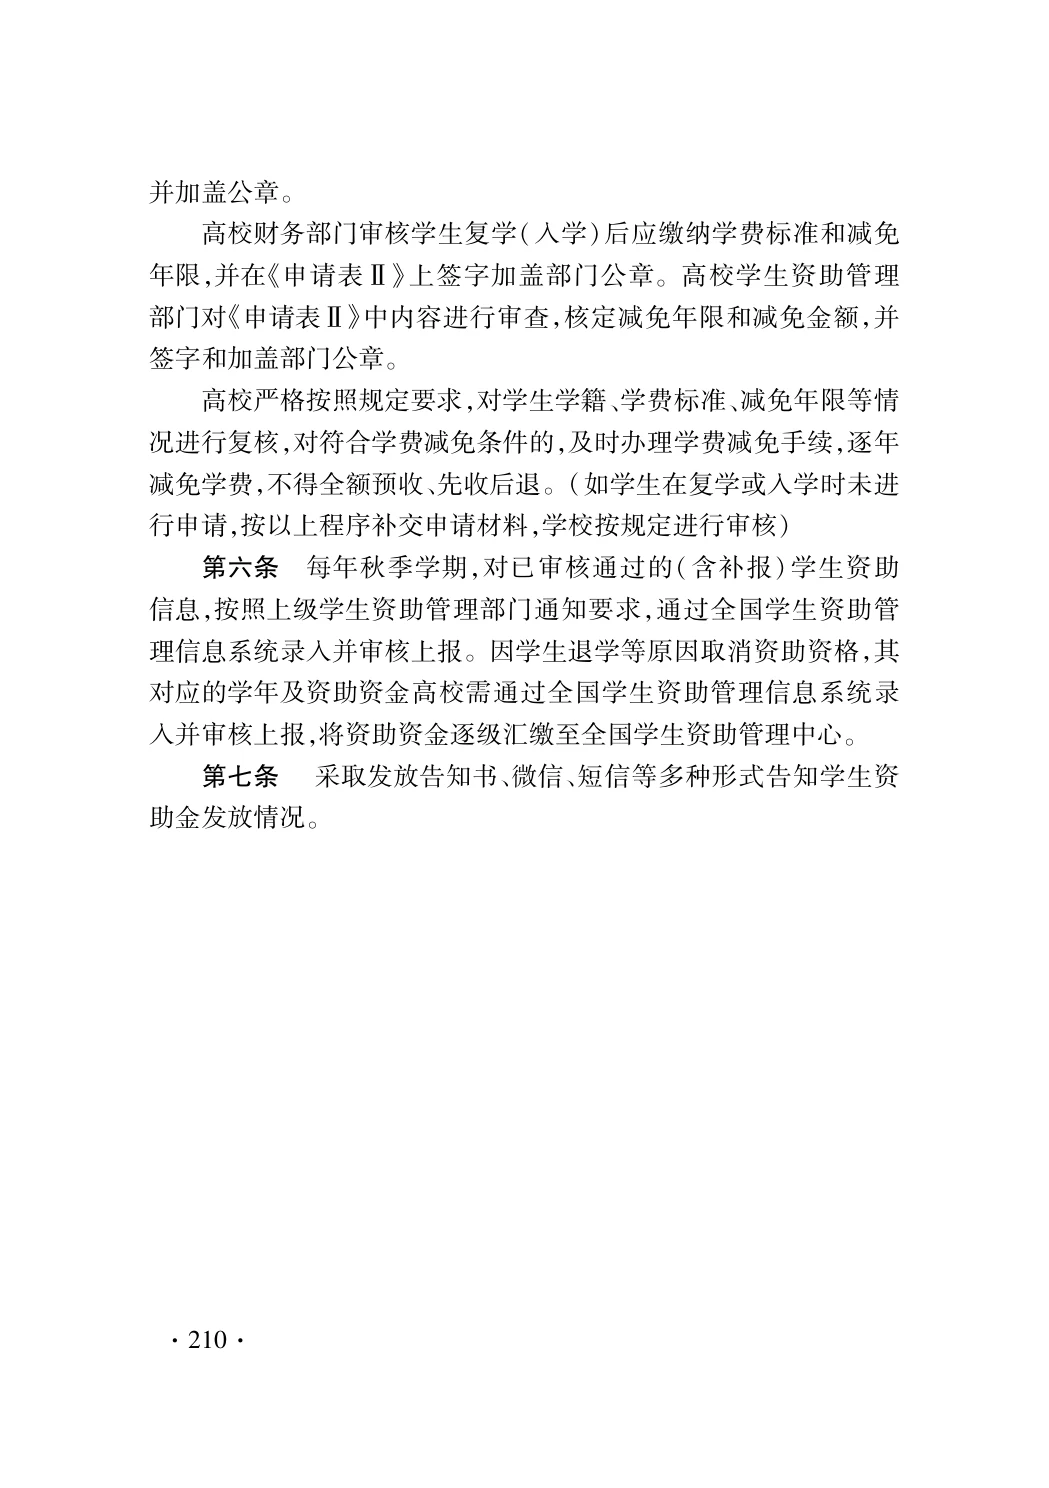 并加盖公章。
高校财务部门审核学生复学(入学)后应缴纳学费标准和减免
年限,并在《申请表Ⅱ》上签字加盖部门公章。高校学生资助管理
部门对《申请表Ⅱ》中内容进行审查,核定减免年限和减免金额,并
签字和加盖部门公章。
高校严格按照规定要求,对学生学籍、学费标准、减免年限等情
况进行复核,对符合学费减免条件的,及时办理学费减免手续,逐年
减免学费,不得全额预收、先收后退。(如学生在复学或入学时未进
行申请,按以上程序补交申请材料,学校按规定进行审核)
第六条 每年秋季学期,对已审核通过的(含补报)学生资助
信息,按照上级学生资助管理部门通知要求,通过全国学生资助管
理信息系统录入并审核上报。因学生退学等原因取消资助资格,其
对应的学年及资助资金高校需通过全国学生资助管理信息系统录
入并审核上报,将资助资金逐级汇缴至全国学生资助管理中心。
第七条 采取发放告知书、微信、短信等多种形式告知学生资
助金发放情况。
·210·